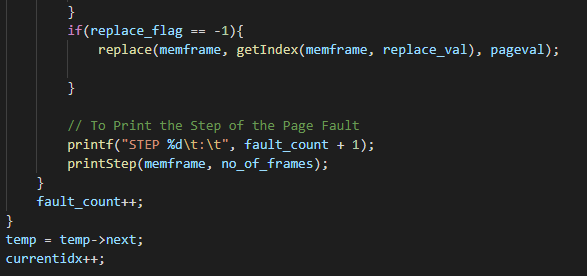 }
if(replace_flag == -1){
replace(memframe, getIndex(memframe, replace_val), pageval);
}
// To Print the Step of the Page Fault
printf("STEP %d\t:\t", fault_count + 1);
printStep(memframe, no_of_frames);
}
fault_count++;
}
temp = temp->next;
currentidx++;